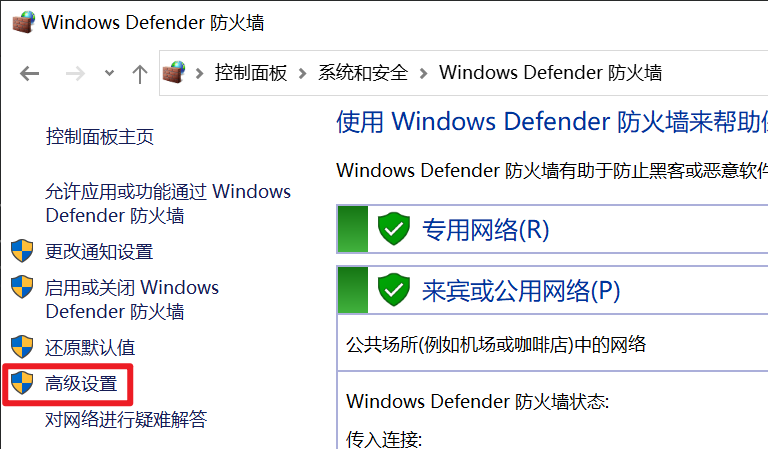 Windows Defender 防火墙
控制面板 系统和安全 Windows Defender 防火墙
控制面板主页
允许应用或功能通过 Windows
Defender 防火墙
更改通知设置
启用或关闭 Windows
Defender 防火墙
还原默认值
高级设置
对网络进行疑难解答
使用 Windows Defender 防火墙来帮助
Windows Defender 防火墙有助于防止黑客或恶意软件
专用网络(R)
来宾或公用网络(P)
公共场所(例如机场或咖啡店)中的网络
Windows Defender 防火墙状态:
传入连接: